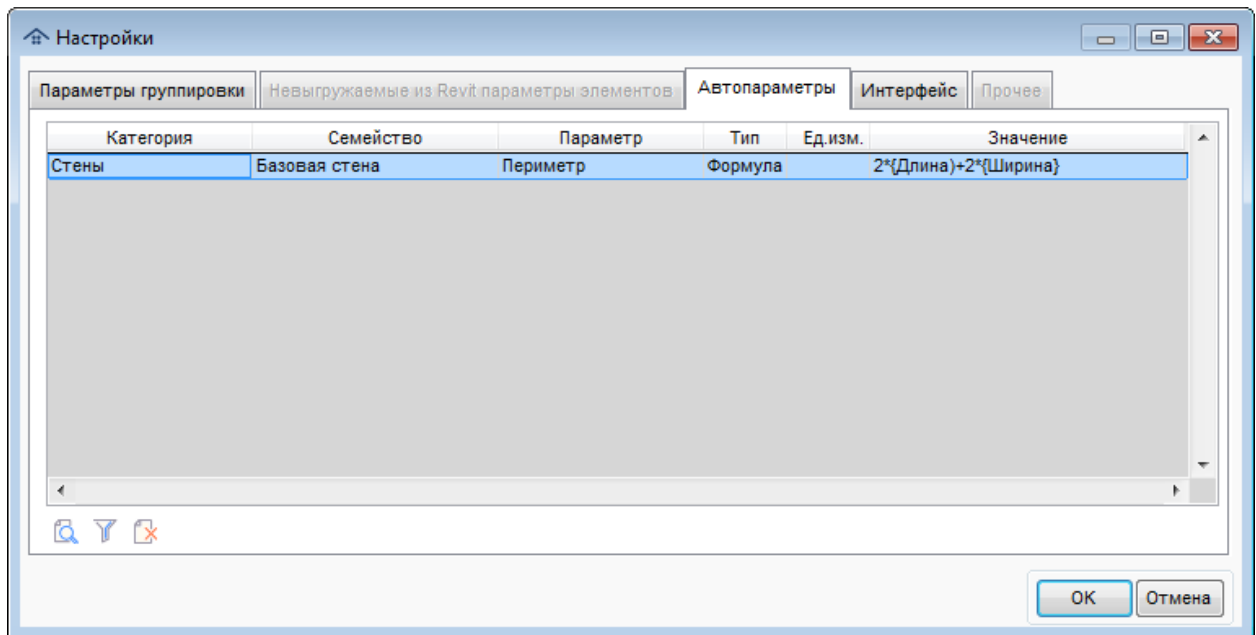 Настройки
Параметры группировки Невыгружаемые из Revit параметры элементов Автопараметры Интерфейс Прочее
Категория Семейство Параметр Тип Ед.изм. Значение
Стены Базовая стена Периметр Формула 2*{Длина)+2*{Ширина}
OK Отмена